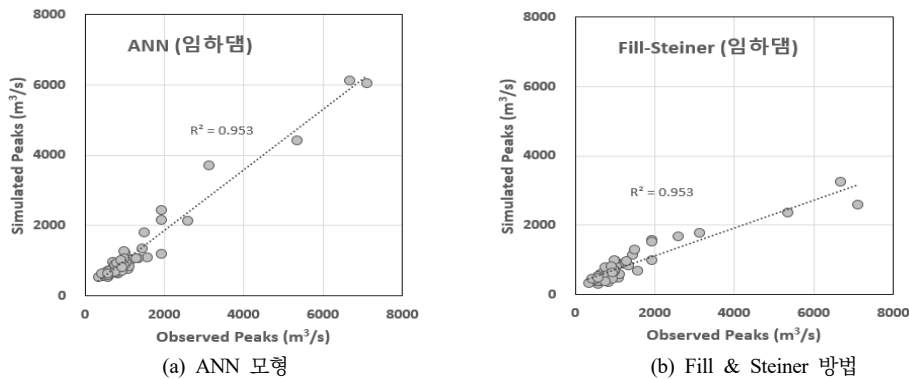 8000
ANN (임하댐)
6000
R² = 0.953
4000
2000
0
Simulated Peaks (m³/s)
0 2000 4000 6000 8000
Observed Peaks (m³/s)
(a) ANN 모형
8000
Fill-Steiner (임하댐)
6000
4000
R² = 0.953
2000
0
Simulated Peaks (m³/s)
0 2000 4000 6000 8000
Observed Peaks (m³/s)
(b) Fill & Steiner 방법